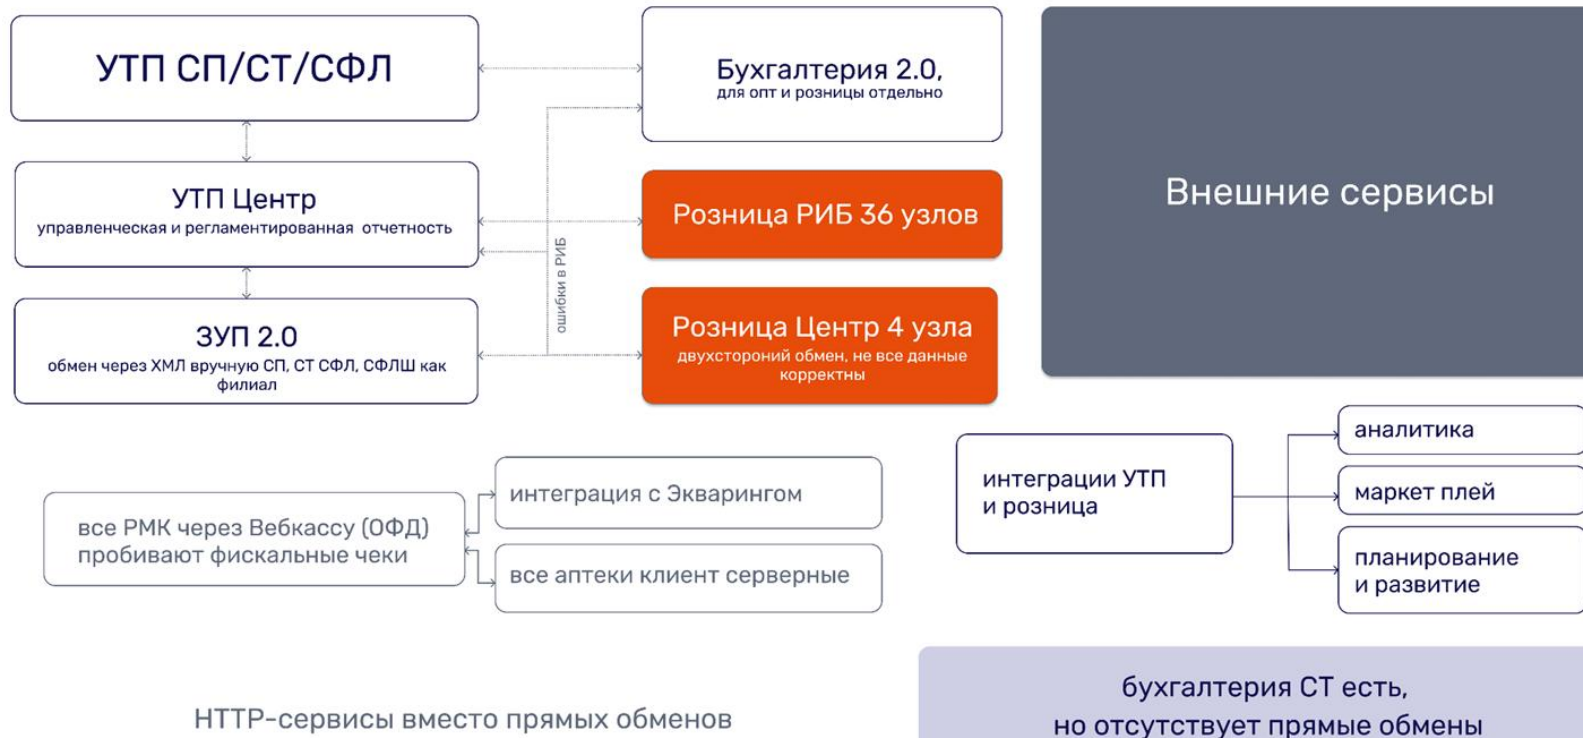 УТП СП/СТ/СФЛ
Бухгалтерия 2.0,
для опт и розницы отдельно
Внешние сервисы
УТП Центр
управленческая и регламентированная отчетность
Розница РИБ 36 узлов
ошибки в РИБ
ЗУП 2.0
обмен через ХМЛ вручную СП, СТ СФЛ, СФЛШ как
филиал
Розница Центр 4 узла
двухстороний обмен, не все данные
корректны
все РМК через Вебкассу (ОФД)
пробивают фискальные чеки
интеграция с Экварингом
все аптеки клиент серверные
интеграции УТП
и розница
аналитика
маркет плей
планирование
и развитие
HTTP-сервисы вместо прямых обменов
бухгалтерия СТ есть,
но отсутствует прямые обмены